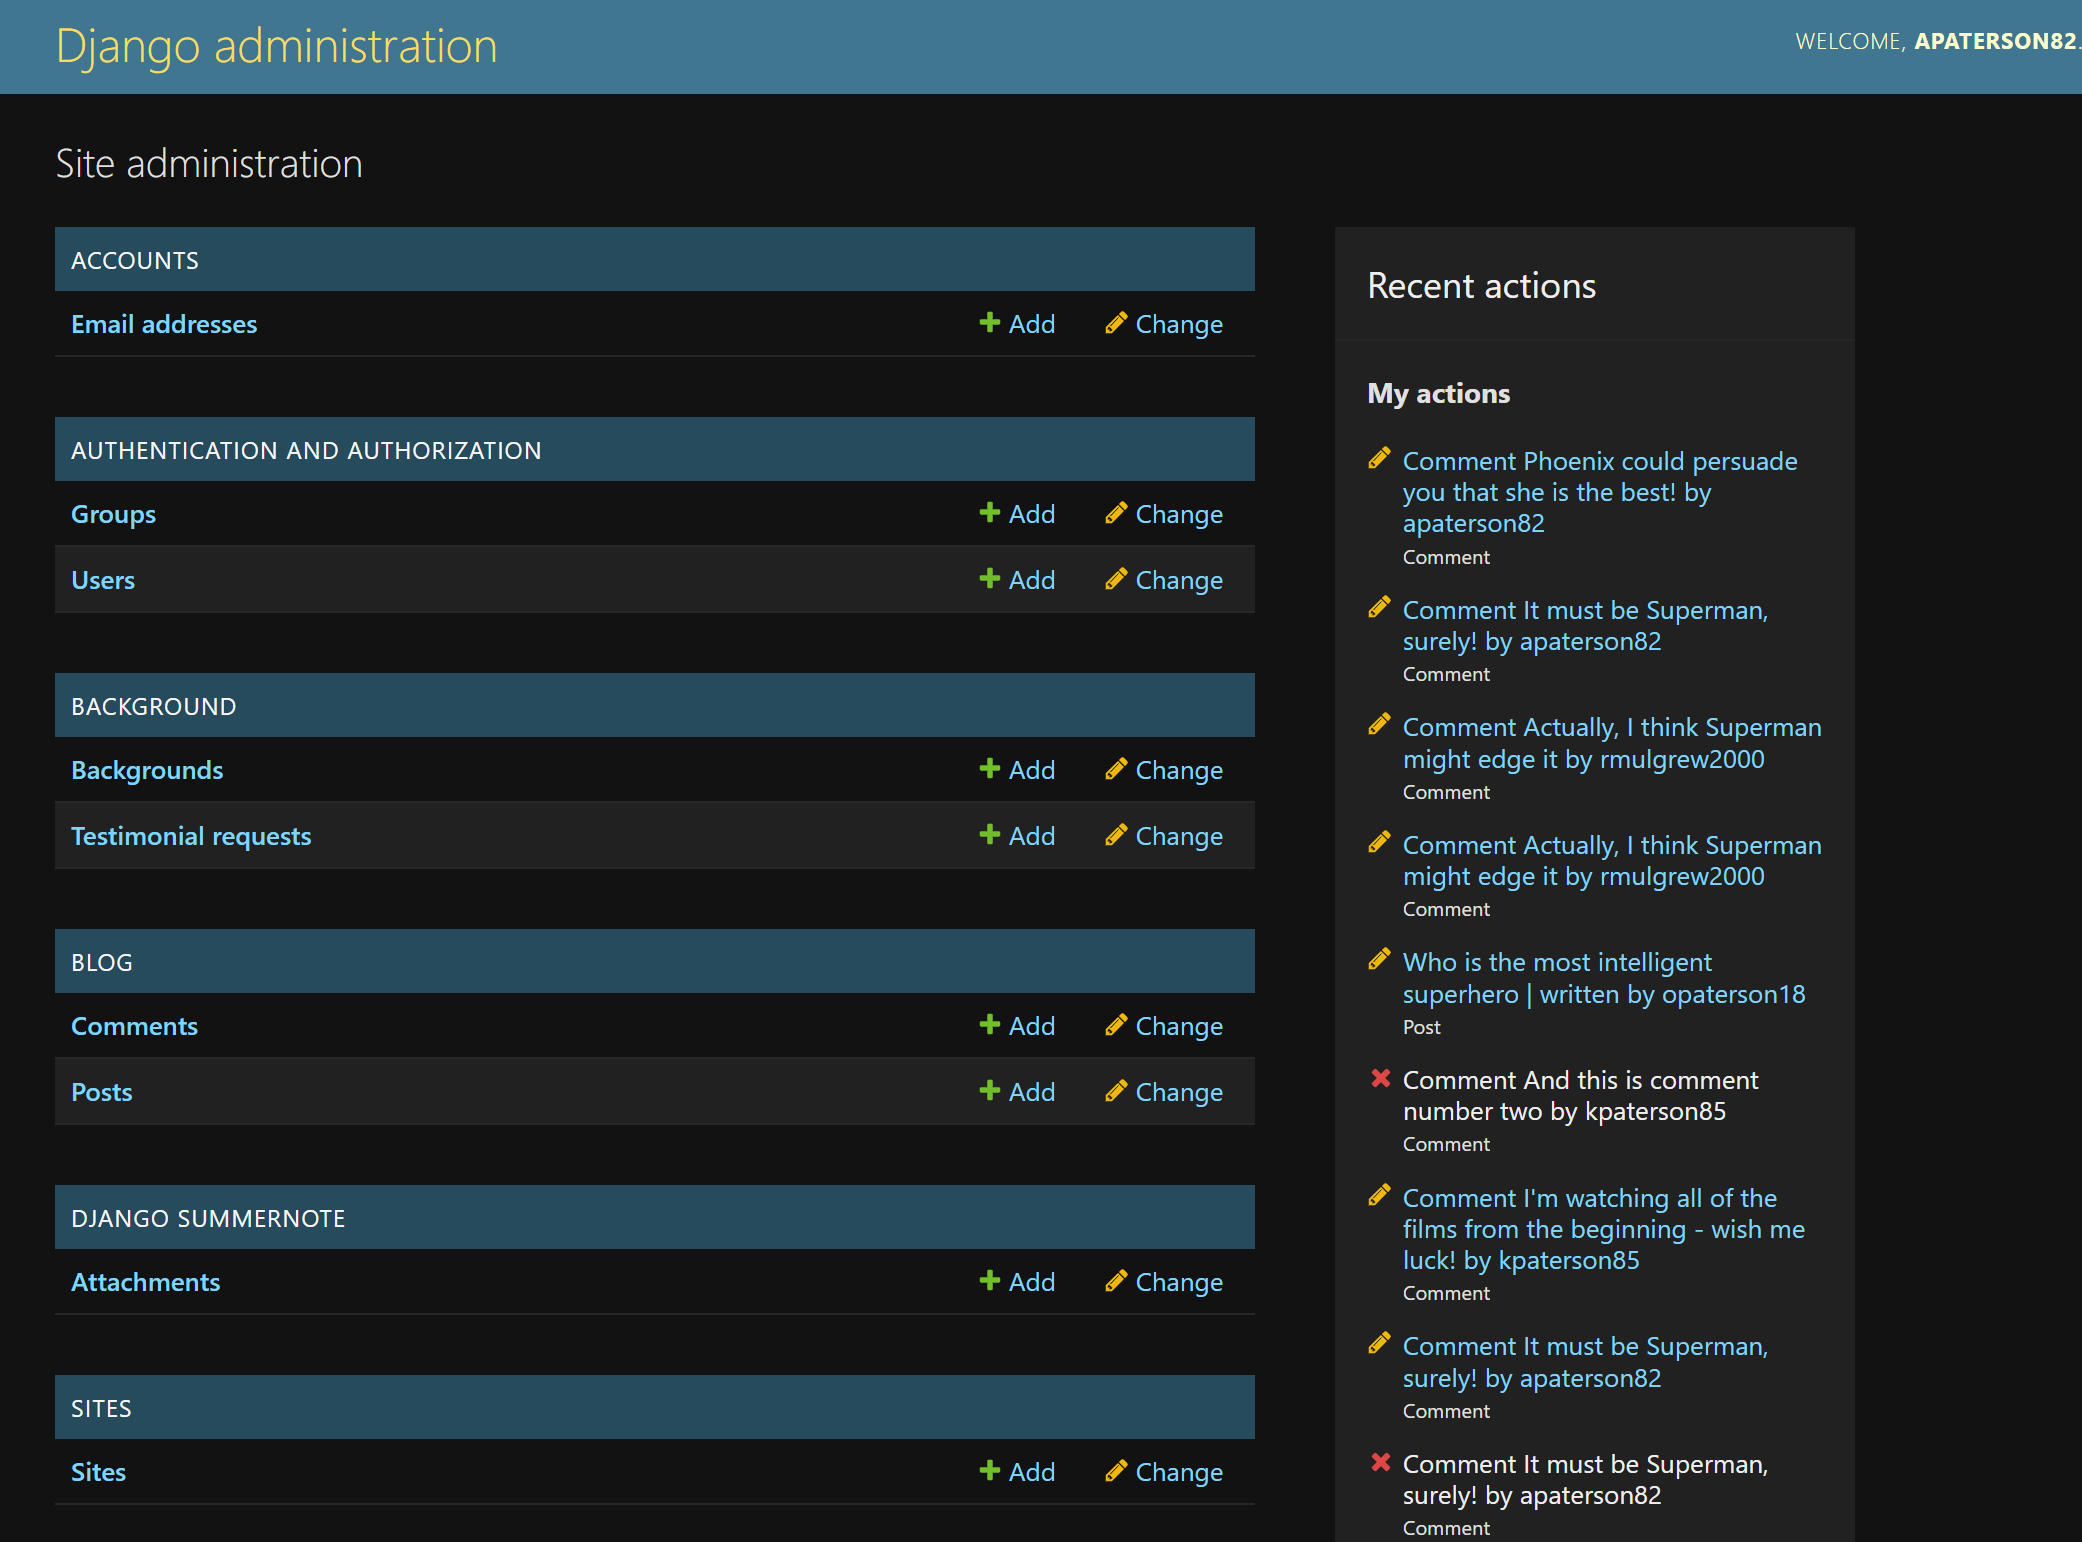 Django administration
WELCOME, APATERSON82.
Site administration
ACCOUNTS
Email addresses Add Change
AUTHENTICATION AND AUTHORIZATION
Groups Add Change
Users Add Change
BACKGROUND
Backgrounds Add Change
Testimonial requests Add Change
BLOG
Comments Add Change
Posts Add Change
DJANGO SUMMERNOTE
Attachments Add Change
SITES
Sites Add Change
Recent actions
My actions
Comment Phoenix could persuade
you that she is the best! by
apaterson82
Comment
Comment It must be Superman,
surely! by apaterson82
Comment
Comment Actually, I think Superman
might edge it by rmulgrew2000
Comment
Comment Actually, I think Superman
might edge it by rmulgrew2000
Comment
Who is the most intelligent
superhero | written by opaterson18
Post
Comment And this is comment
number two by kpaterson85
Comment
Comment I'm watching all of the
films from the beginning - wish me
luck! by kpaterson85
Comment
Comment It must be Superman,
surely! by apaterson82
Comment
Comment It must be Superman,
surely! by apaterson82
Comment